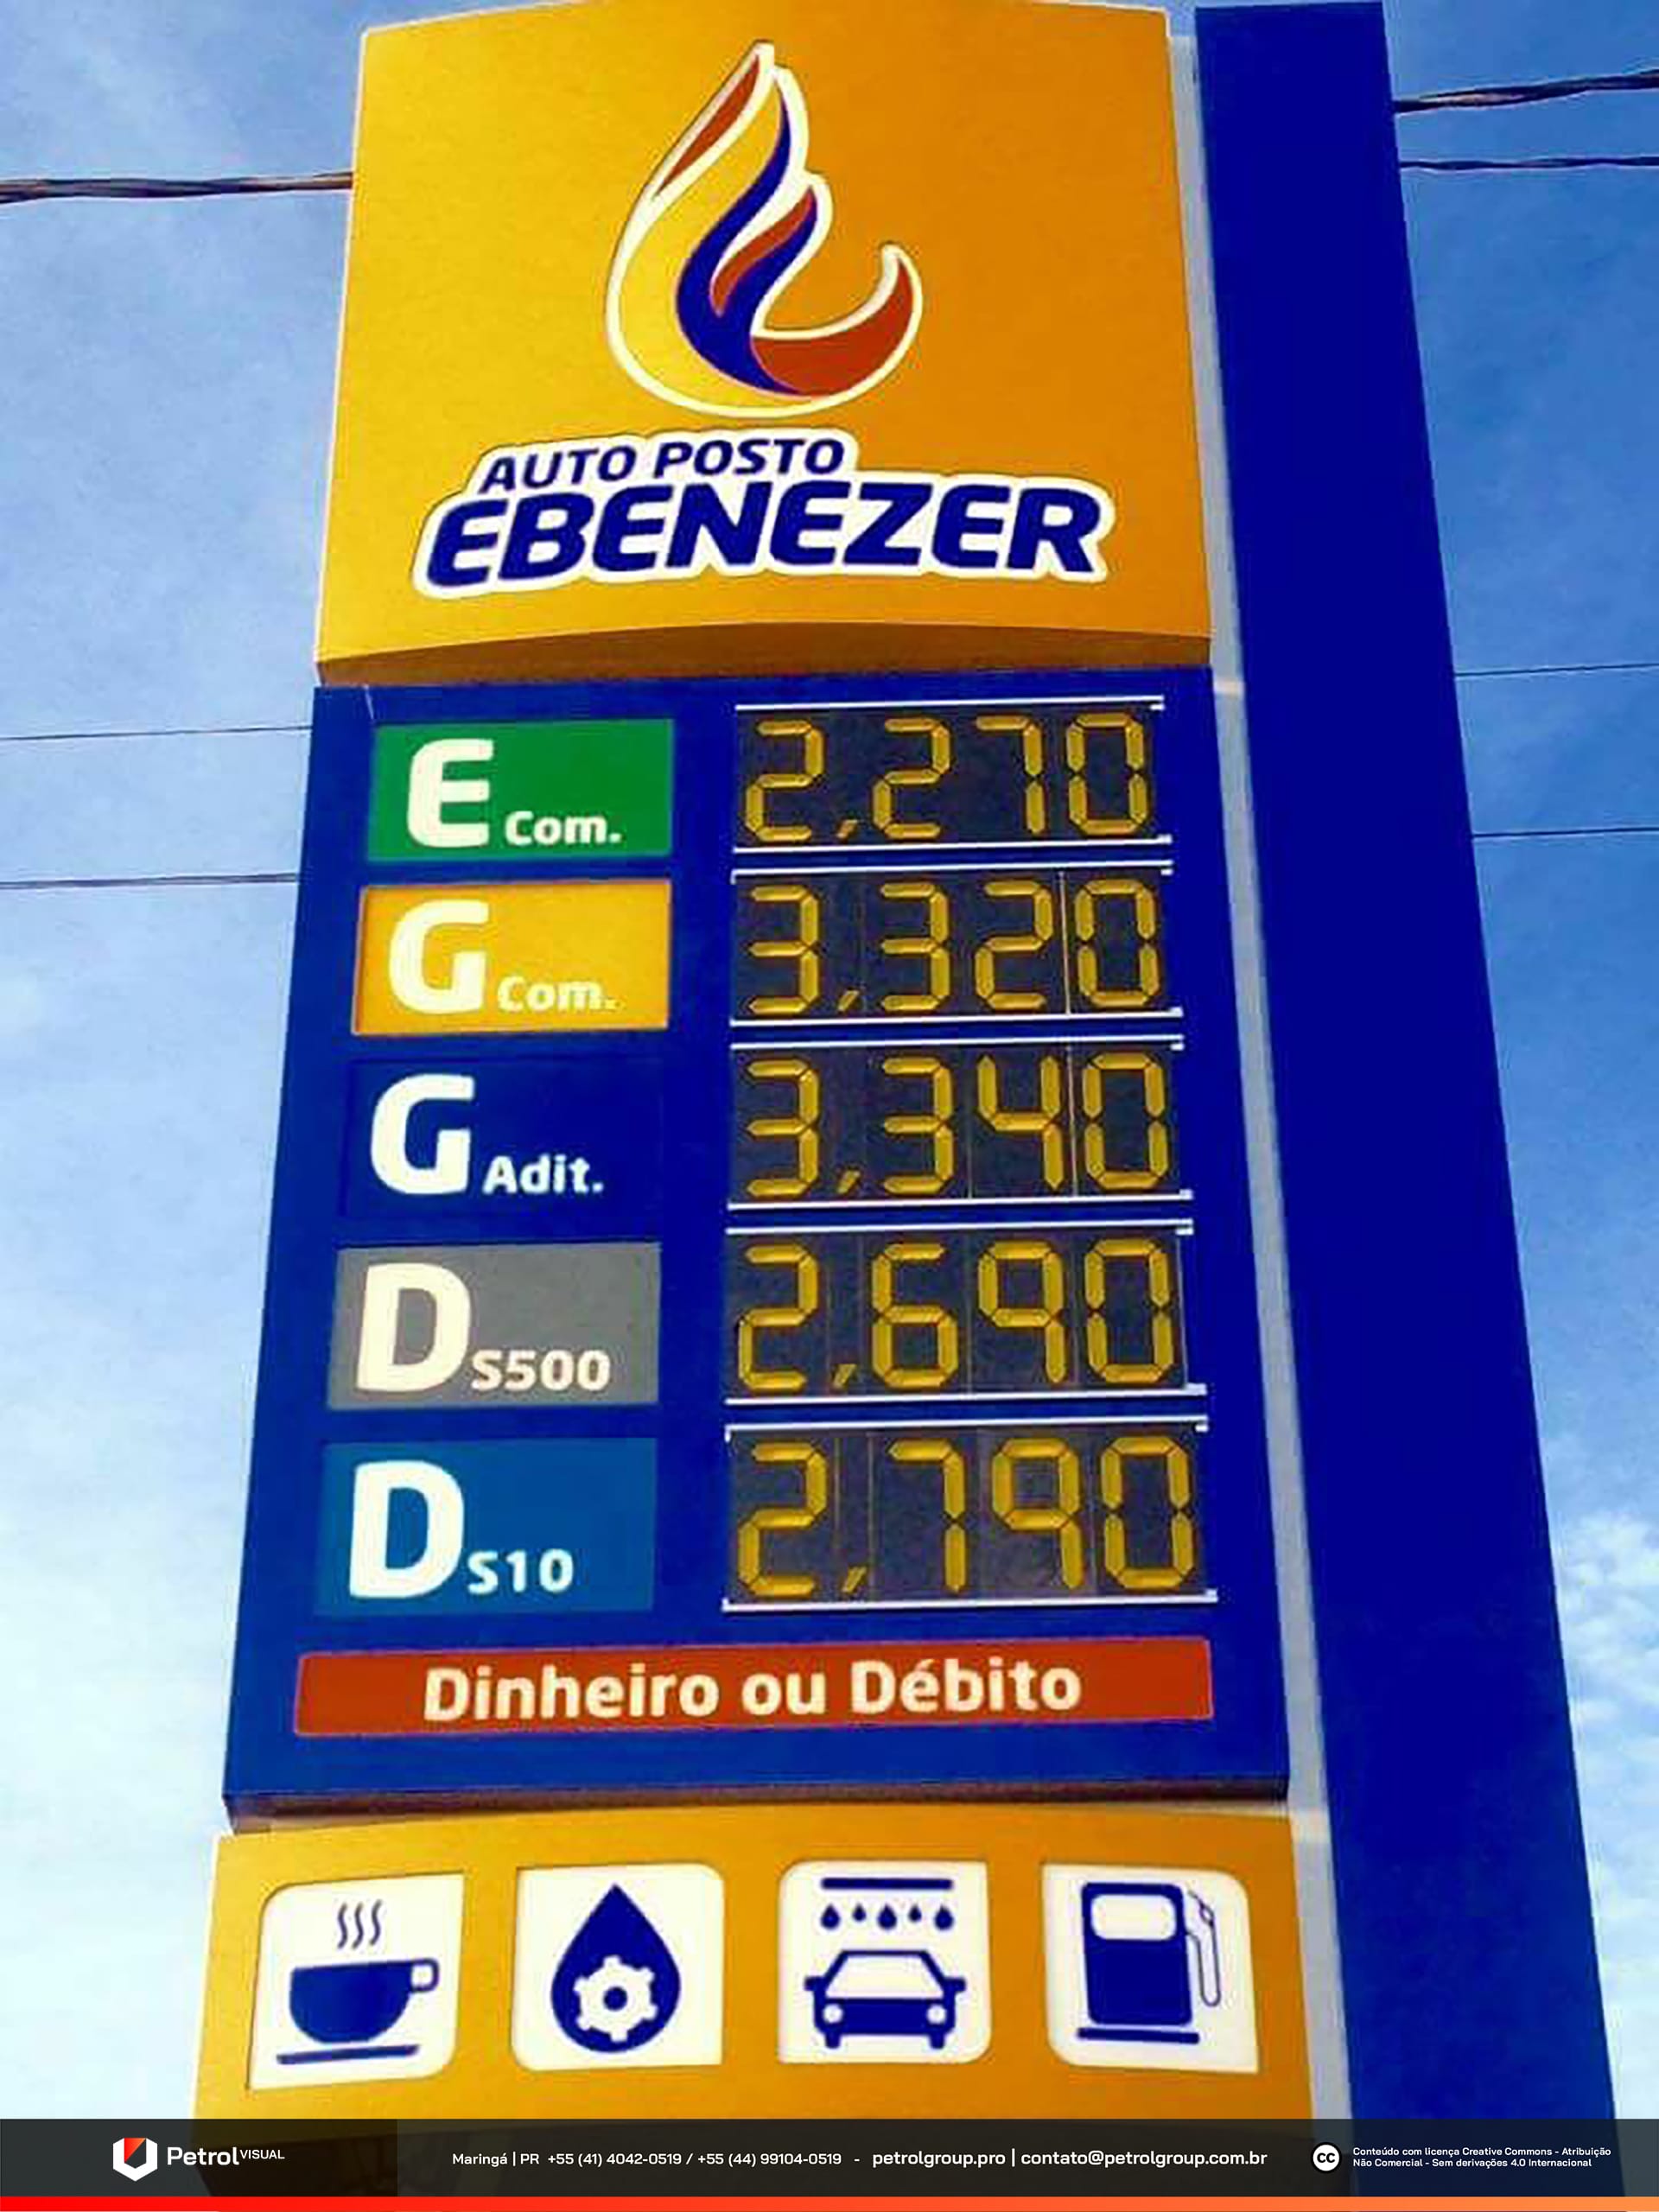 AUTO POSTO
EBENEZER
E Com. 2,270
G Com. 3,320
G Adit. 3,340
D S500 2,690
D S10 2,790
Dinheiro ou Débito
Petrol VISUAL
Maringá | PR +55 (41) 4042-0519 / +55 (44) 99104-0519 - petrolgroup.pro | contato@petrolgroup.com.br
cc
Conteúdo com licença Creative Commons - Atribuição
Não Comercial - Sem derivações 4.0 Internacional